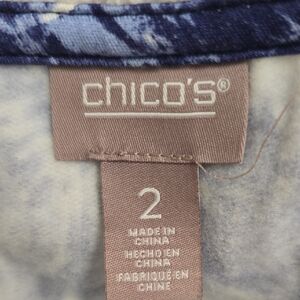 chico's®
2
MADE IN
CHINA
HECHO EN
CHINA
FABRIQUÉ EN
CHINE